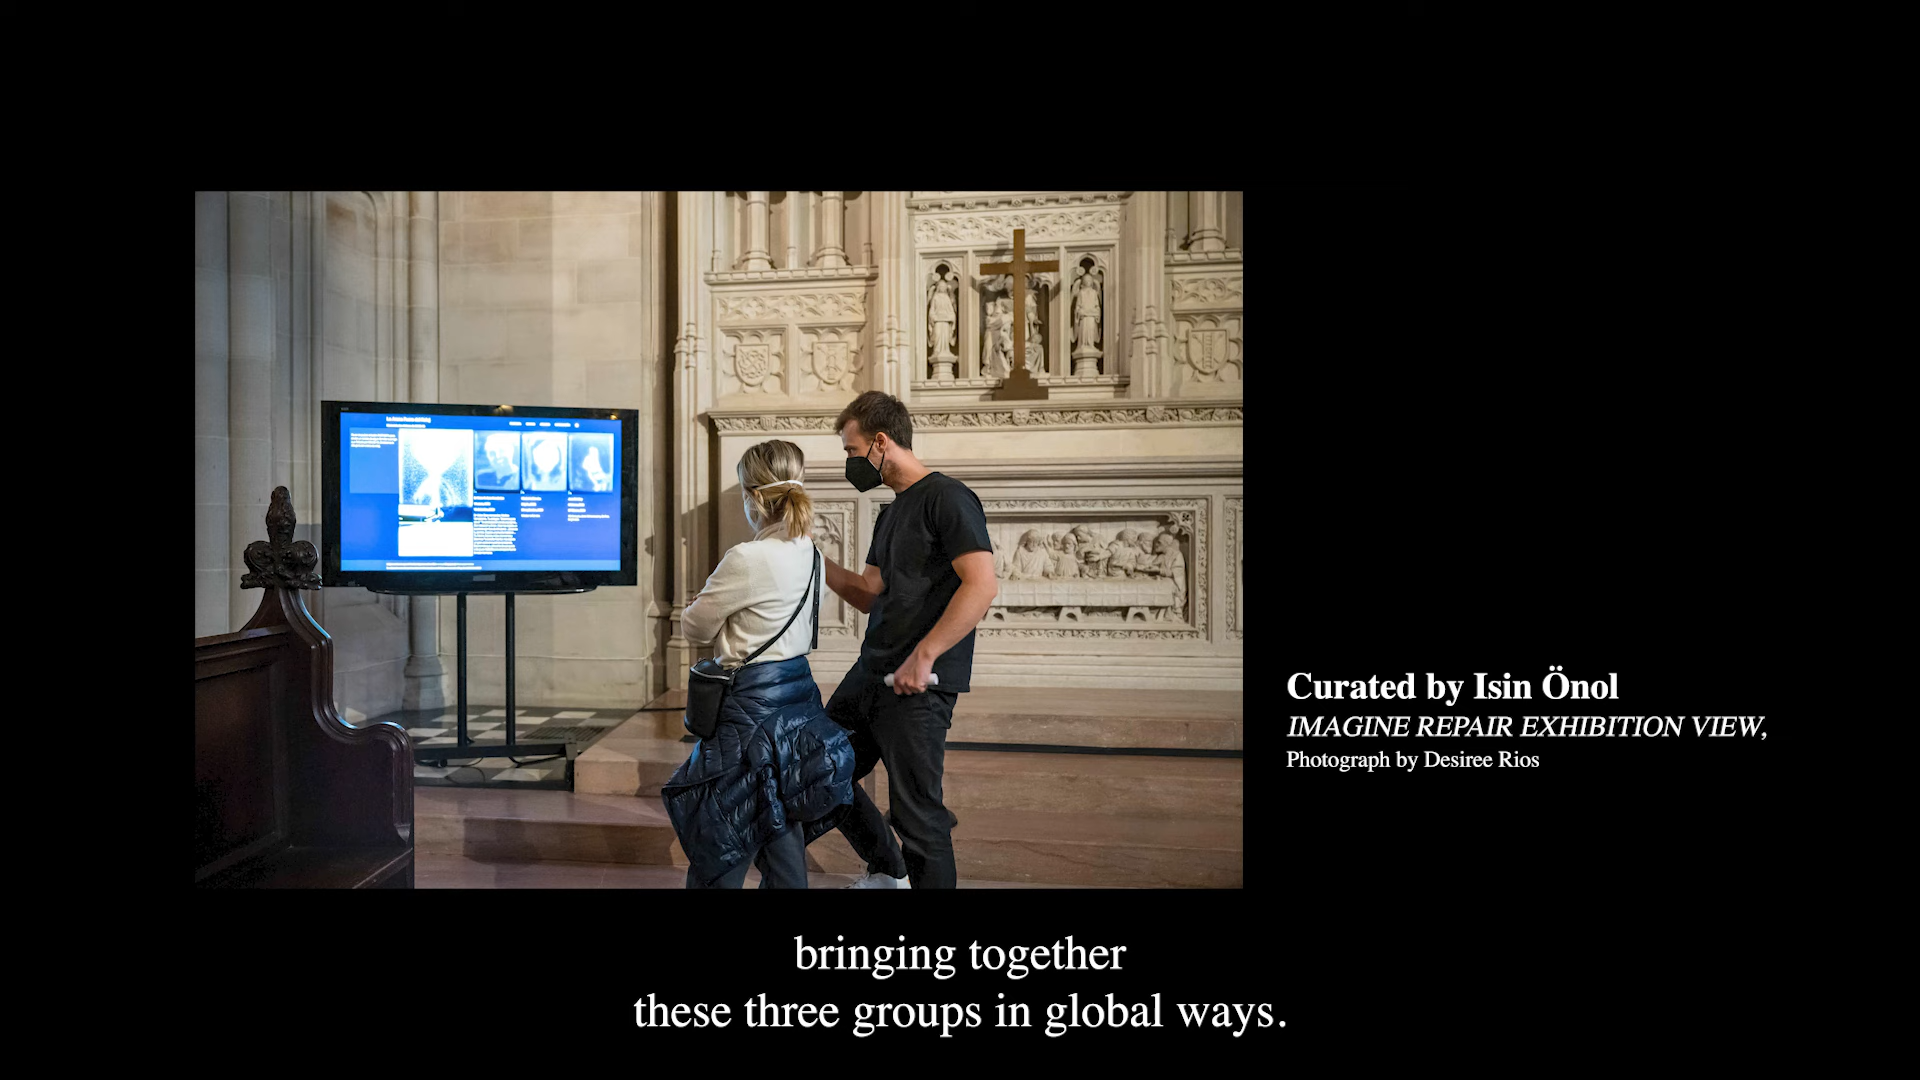 Curated by Isin Önol
IMAGINE REPAIR EXHIBITION VIEW,
Photograph by Desiree Rios
bringing together
these three groups in global ways.